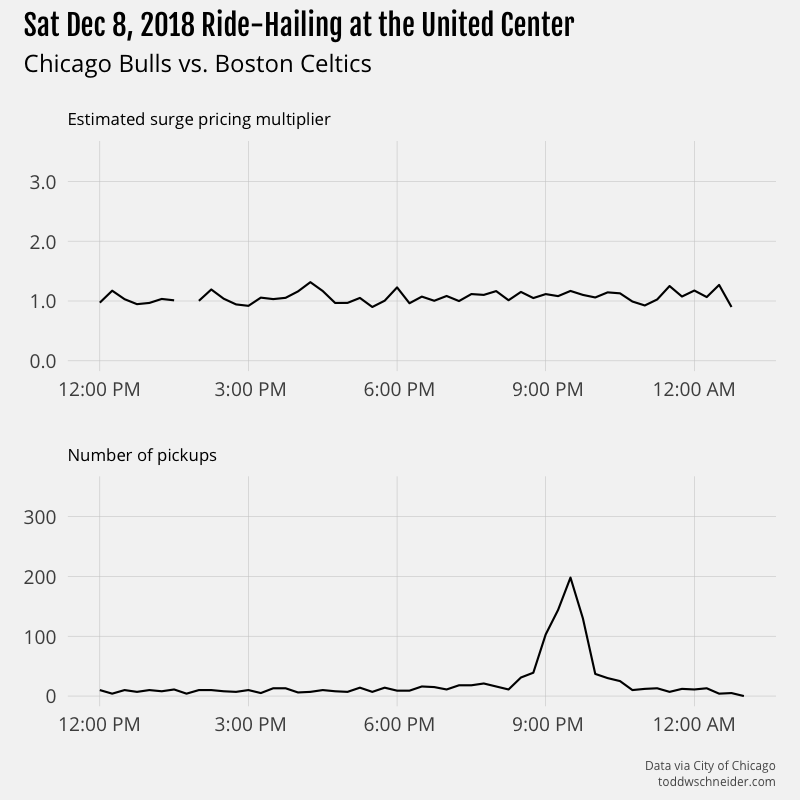 Sat Dec 8, 2018 Ride-Hailing at the United Center
Chicago Bulls vs. Boston Celtics
Estimated surge pricing multiplier
3.0
2.0
1.0
0.0
12:00 PM 3:00 PM 6:00 PM 9:00 PM 12:00 AM
Number of pickups
300
200
100
0
12:00 PM 3:00 PM 6:00 PM 9:00 PM 12:00 AM
Data via City of Chicago
toddwschneider.com